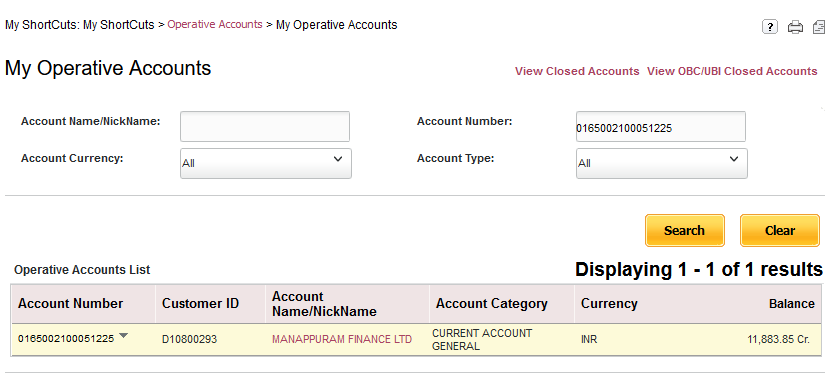 My ShortCuts: My ShortCuts > Operative Accounts > My Operative Accounts
?
My Operative Accounts
View Closed Accounts View OBC/UBI Closed Accounts
Account Name/NickName:
Account Number: 0165002100051225
Account Currency: All
Account Type: All
Search Clear
Operative Accounts List
Displaying 1 - 1 of 1 results
Account Number Customer ID Account Name/NickName Account Category Currency Balance
0165002100051225 D10800293 MANAPPURAM FINANCE LTD CURRENT ACCOUNT GENERAL INR 11,883.85 Cr.